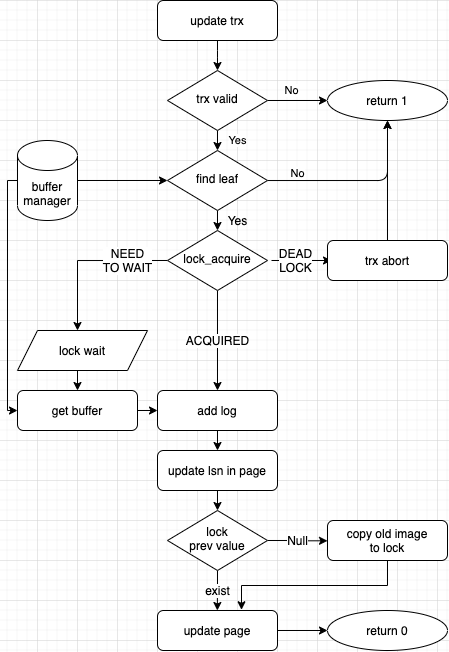 update trx
trx valid
No
return 1
Yes
buffer
manager
find leaf
No
Yes
NEED
TO WAIT
lock_acquire
DEAD
LOCK
trx abort
ACQUIRED
lock wait
get buffer
add log
update lsn in page
lock
prev value
Null
copy old image
to lock
exist
update page
return 0